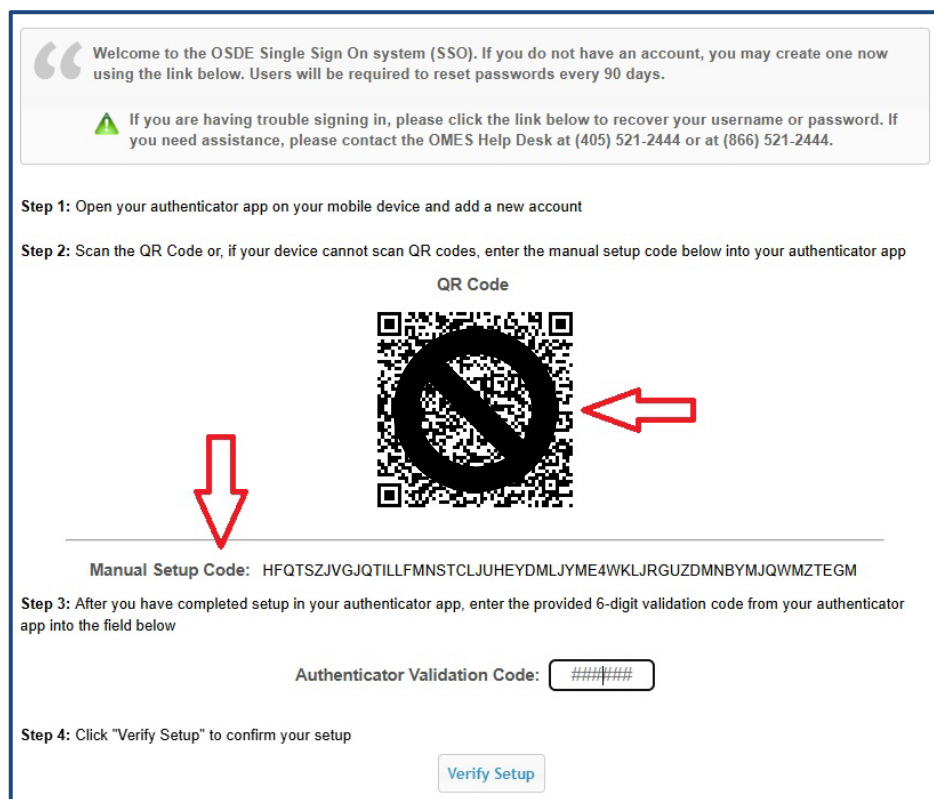 Welcome to the OSDE Single Sign On system (SSO). If you do not have an account, you may create one now
using the link below. Users will be required to reset passwords every 90 days.
If you are having trouble signing in, please click the link below to recover your username or password. If
you need assistance, please contact the OMES Help Desk at (405) 521-2444 or at (866) 521-2444.
Step 1: Open your authenticator app on your mobile device and add a new account
Step 2: Scan the QR Code or, if your device cannot scan QR codes, enter the manual setup code below into your authenticator app
QR Code
Manual Setup Code: HFQTSZJVGJQTILLFMNSTCLJUHEYDMLJYME4WKLJRGUZDMNBYMJQWMZTEGM
Step 3: After you have completed setup in your authenticator app, enter the provided 6-digit validation code from your authenticator
app into the field below
Authenticator Validation Code: ######
Step 4: Click "Verify Setup" to confirm your setup
Verify Setup